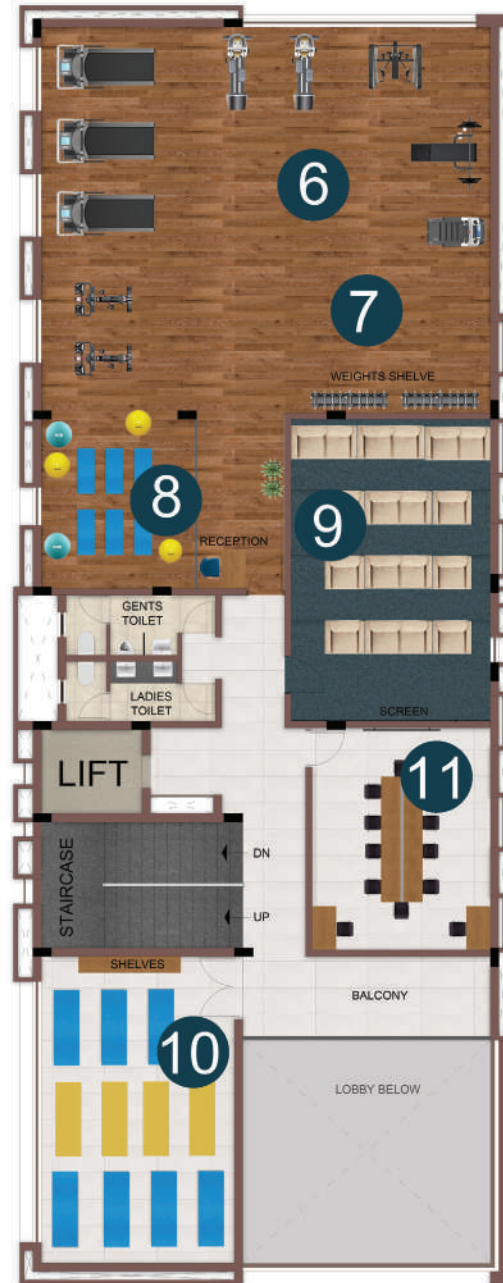 6
7
WEIGHTS SHELVE
8
9
RECEPTION
GENTS
TOILET
LADIES
TOILET
SCREEN
LIFT
11
STAIRCASE
DN
UP
SHELVES
BALCONY
10
LOBBY BELOW